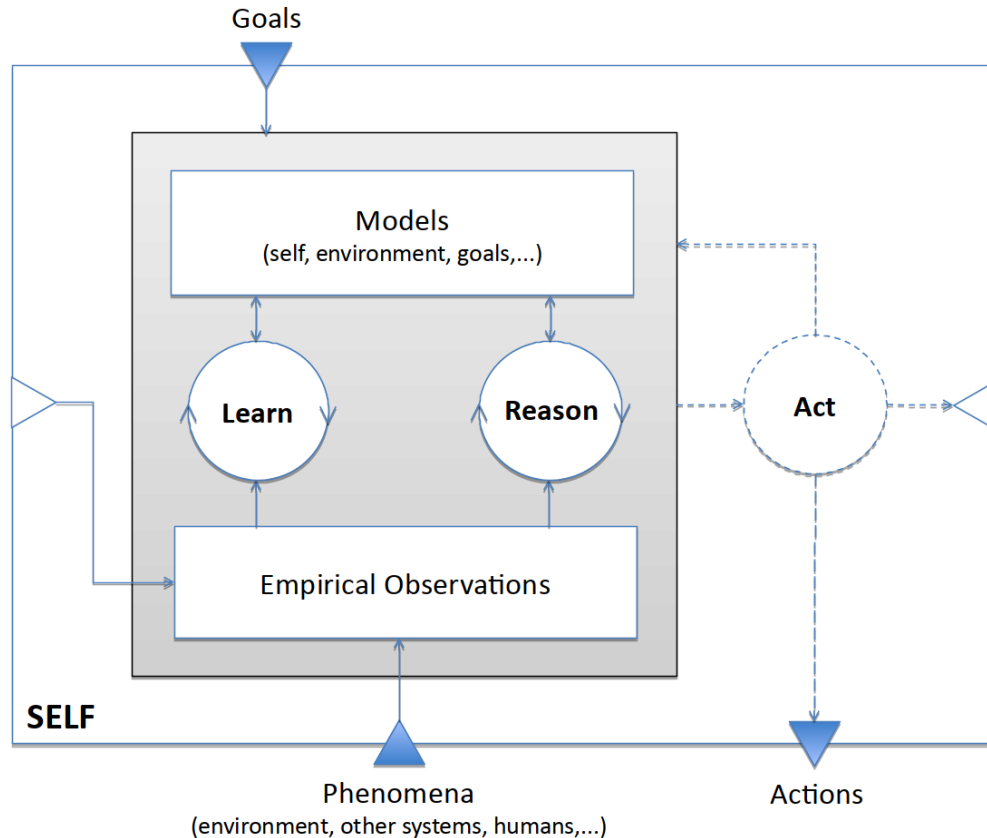 Goals
Models
(self, environment, goals,...)
Learn
Reason
Act
Empirical Observations
SELF
Phenomena
(environment, other systems, humans,...)
Actions